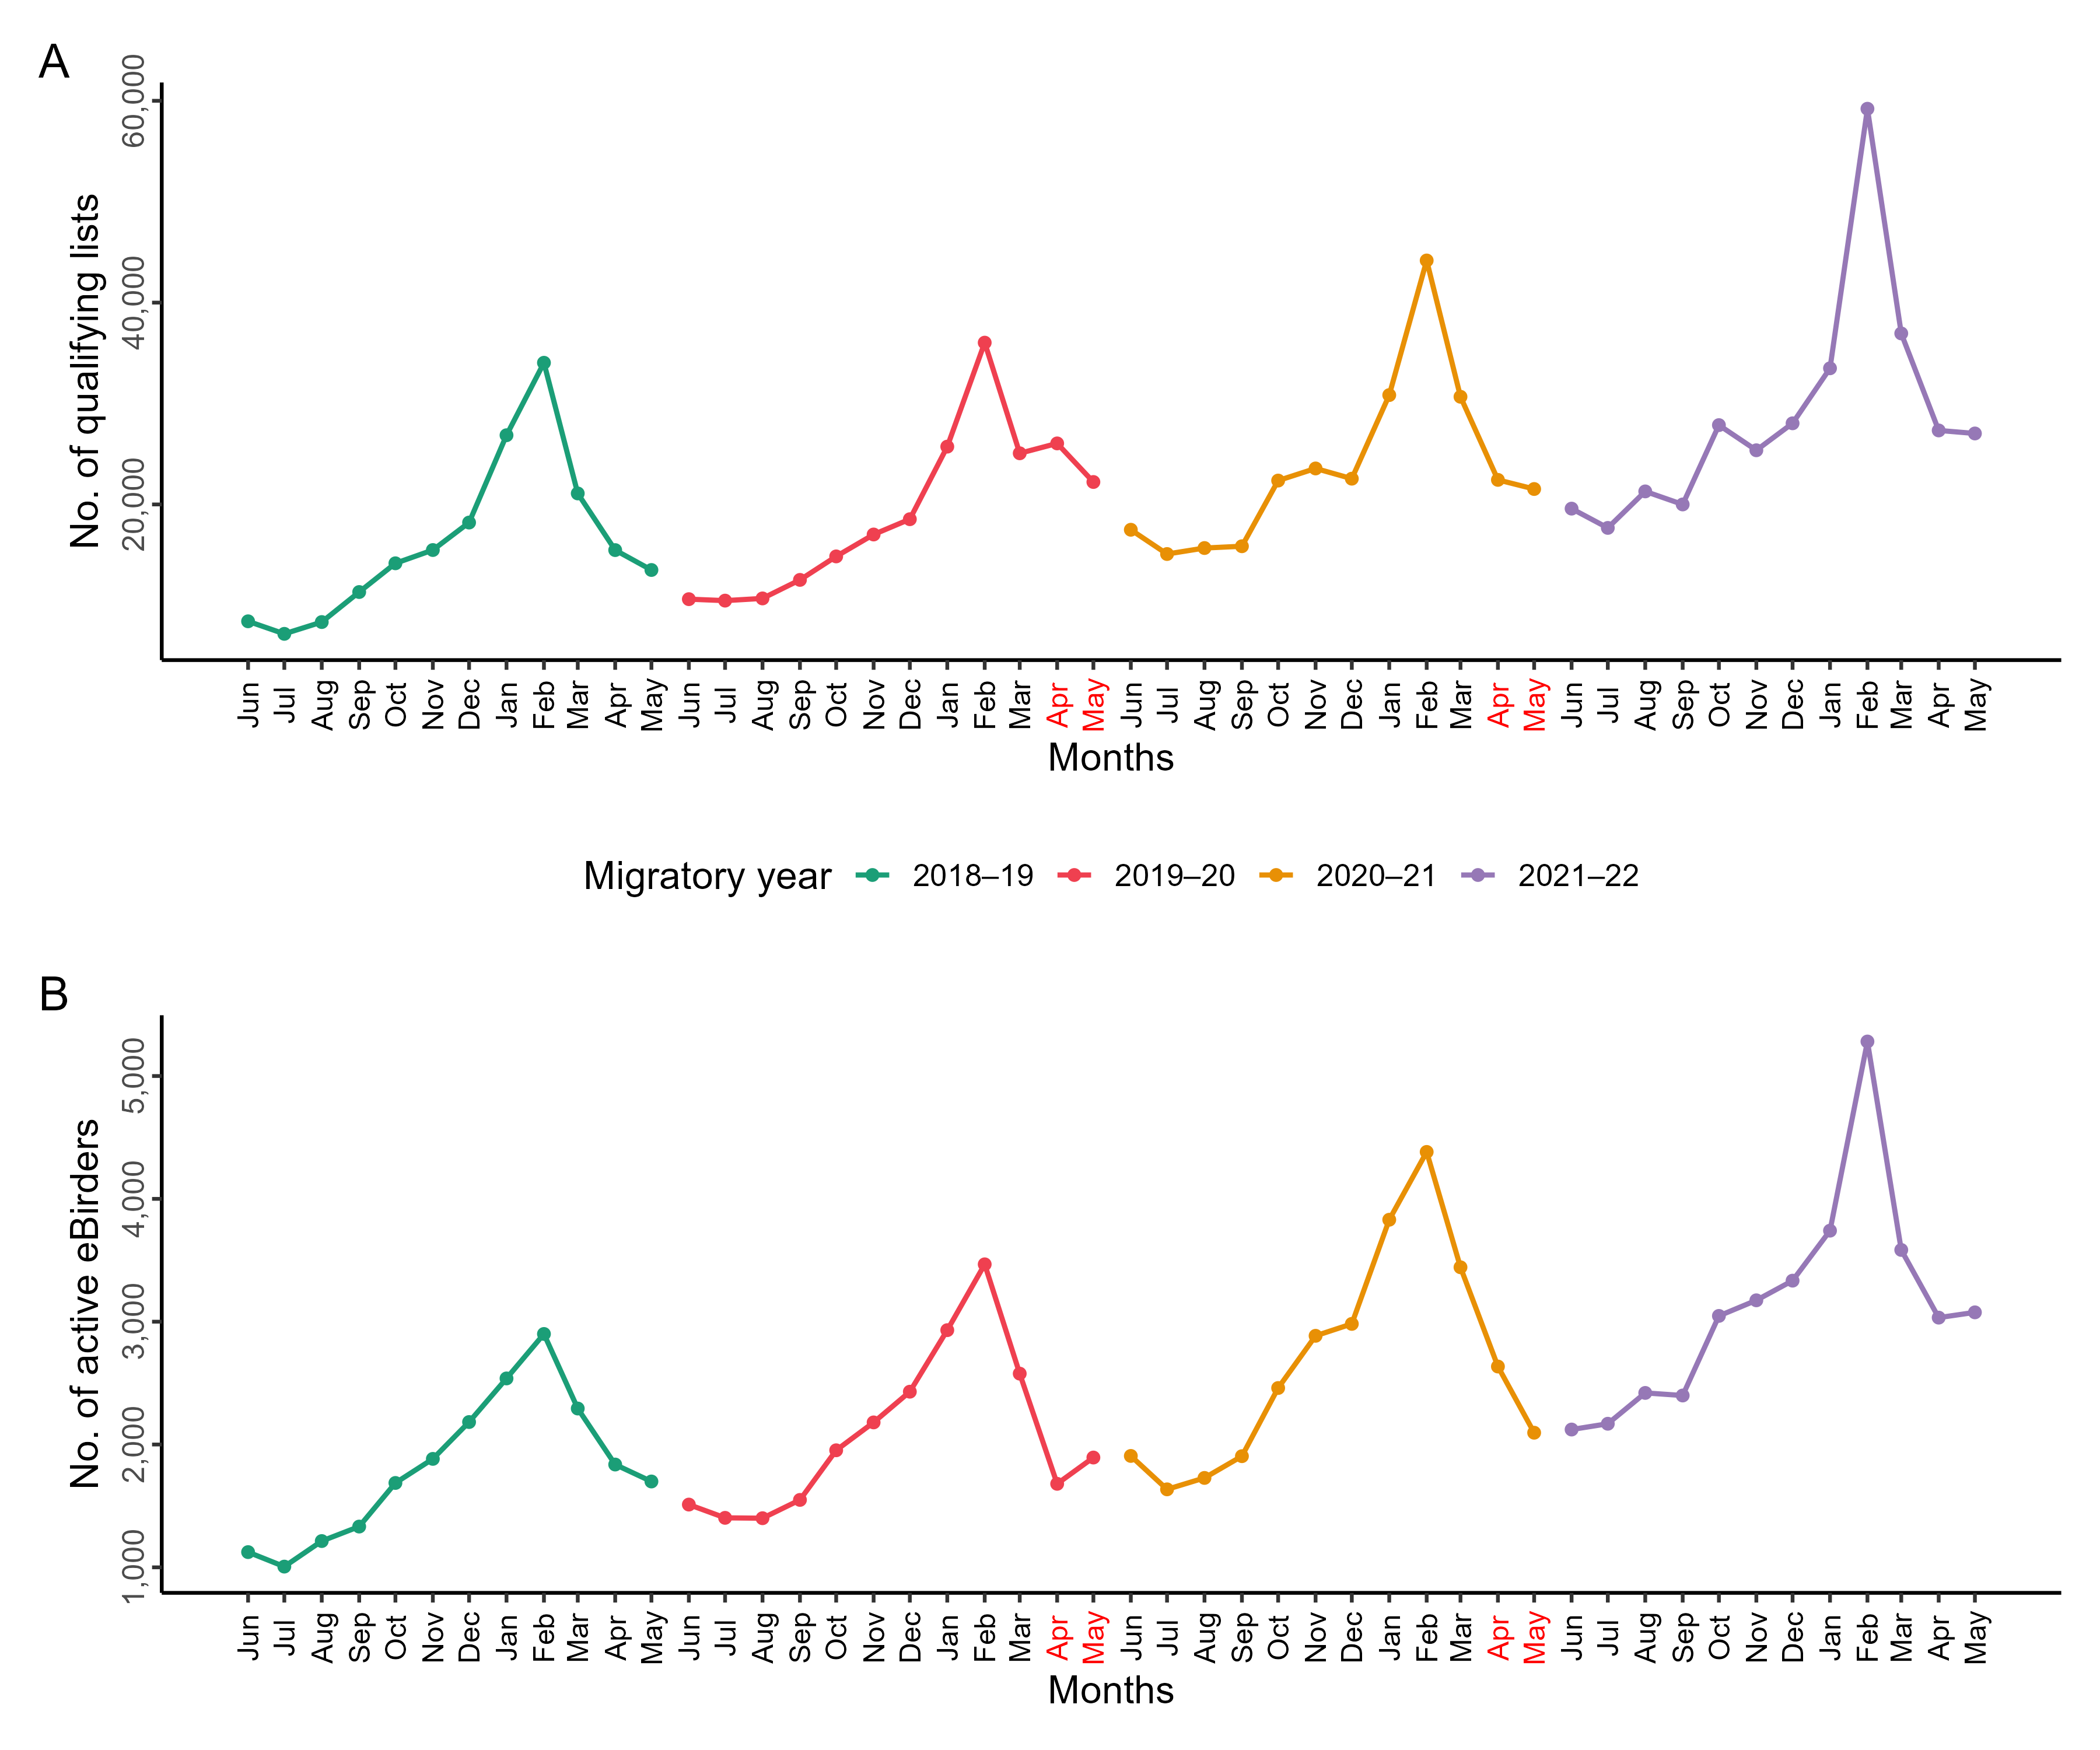 A
60,000
40,000
20,000
No. of qualifying lists
Jun Jul Aug Sep Oct Nov Dec Jan Feb Mar Apr May Jun Jul Aug Sep Oct Nov Dec Jan Feb Mar Apr May Jun Jul Aug Sep Oct Nov Dec Jan Feb Mar Apr May Jun Jul Aug Sep Oct Nov Dec Jan Feb Mar Apr May
Months
Migratory year 2018–19 2019–20 2020–21 2021–22
B
5,000
4,000
3,000
2,000
1,000
No. of active eBirders
Jun Jul Aug Sep Oct Nov Dec Jan Feb Mar Apr May Jun Jul Aug Sep Oct Nov Dec Jan Feb Mar Apr May Jun Jul Aug Sep Oct Nov Dec Jan Feb Mar Apr May Jun Jul Aug Sep Oct Nov Dec Jan Feb Mar Apr May
Months